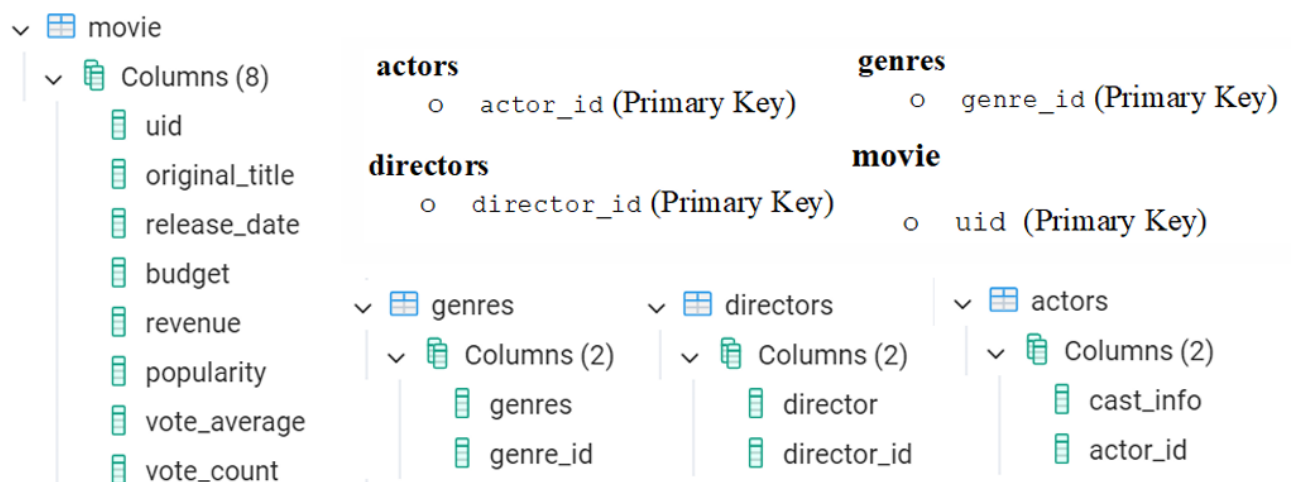 movie
Columns (8)
uid
original_title
release_date
budget
revenue
popularity
vote_average
vote_count
actors
o actor_id (Primary Key)
genres
o genre_id (Primary Key)
directors
o director_id (Primary Key)
movie
o uid (Primary Key)
genres
Columns (2)
genres
genre_id
directors
Columns (2)
director
director_id
actors
Columns (2)
cast_info
actor_id